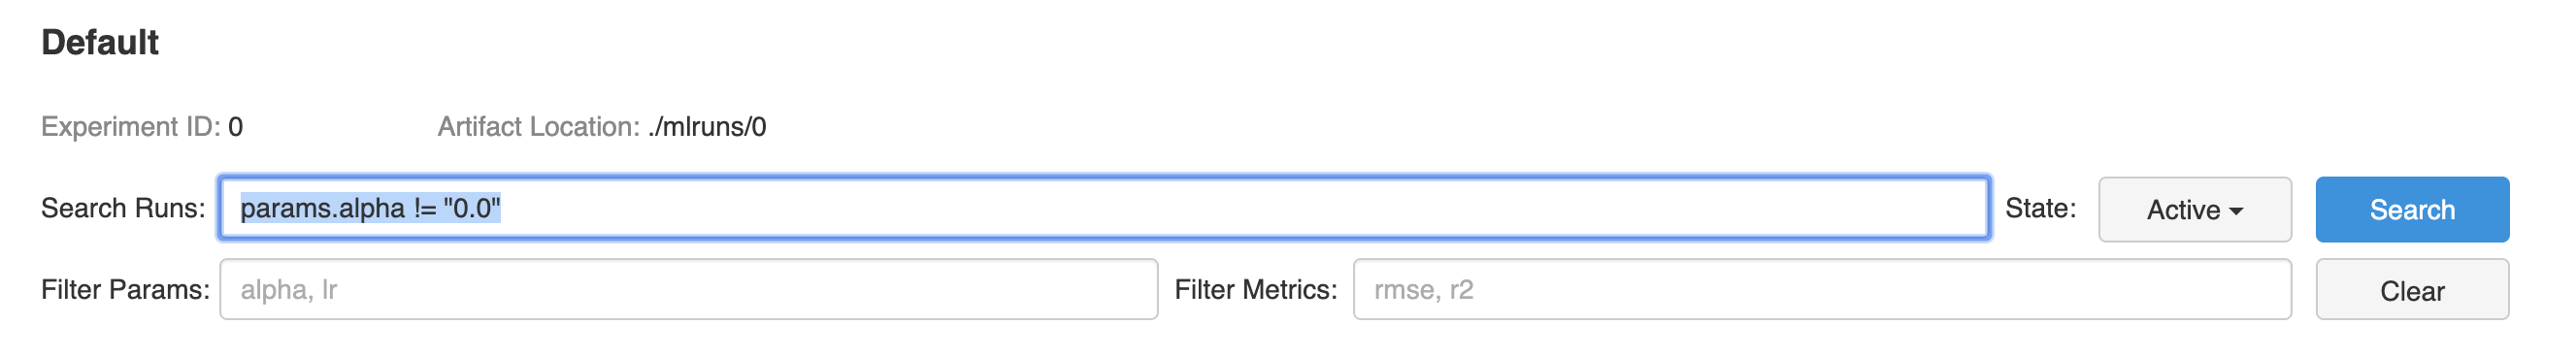 Default
Experiment ID: 0 Artifact Location: ./mlruns/0
Search Runs: params.alpha != "0.0" State: Active Search
Filter Params: alpha, lr Filter Metrics: rmse, r2 Clear